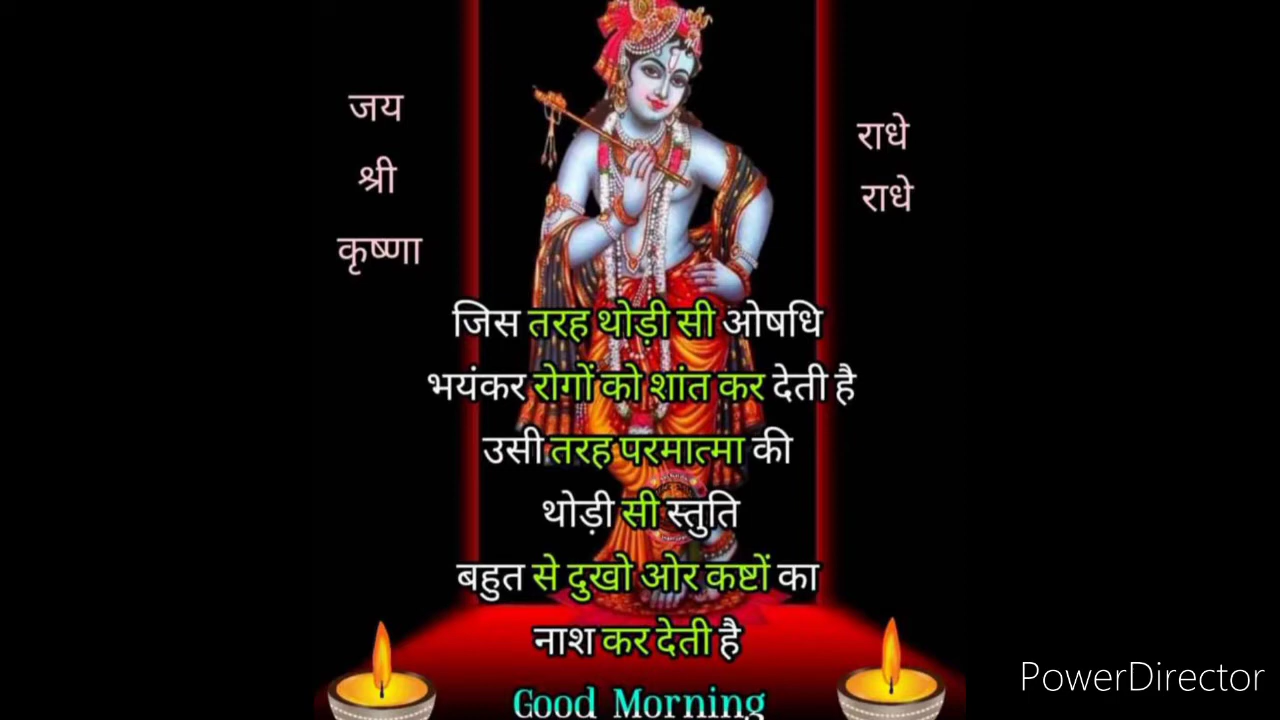 जय
श्री
कृष्णा
राधे
राधे
जिस तरह थोड़ी सी ओषधि
भयंकर रोगों को शांत कर देती है
उसी तरह परमात्मा की
थोड़ी सी स्तुति
बहुत से दुखो ओर कष्टों का
नाश कर देती है
Good Morning
PowerDirector